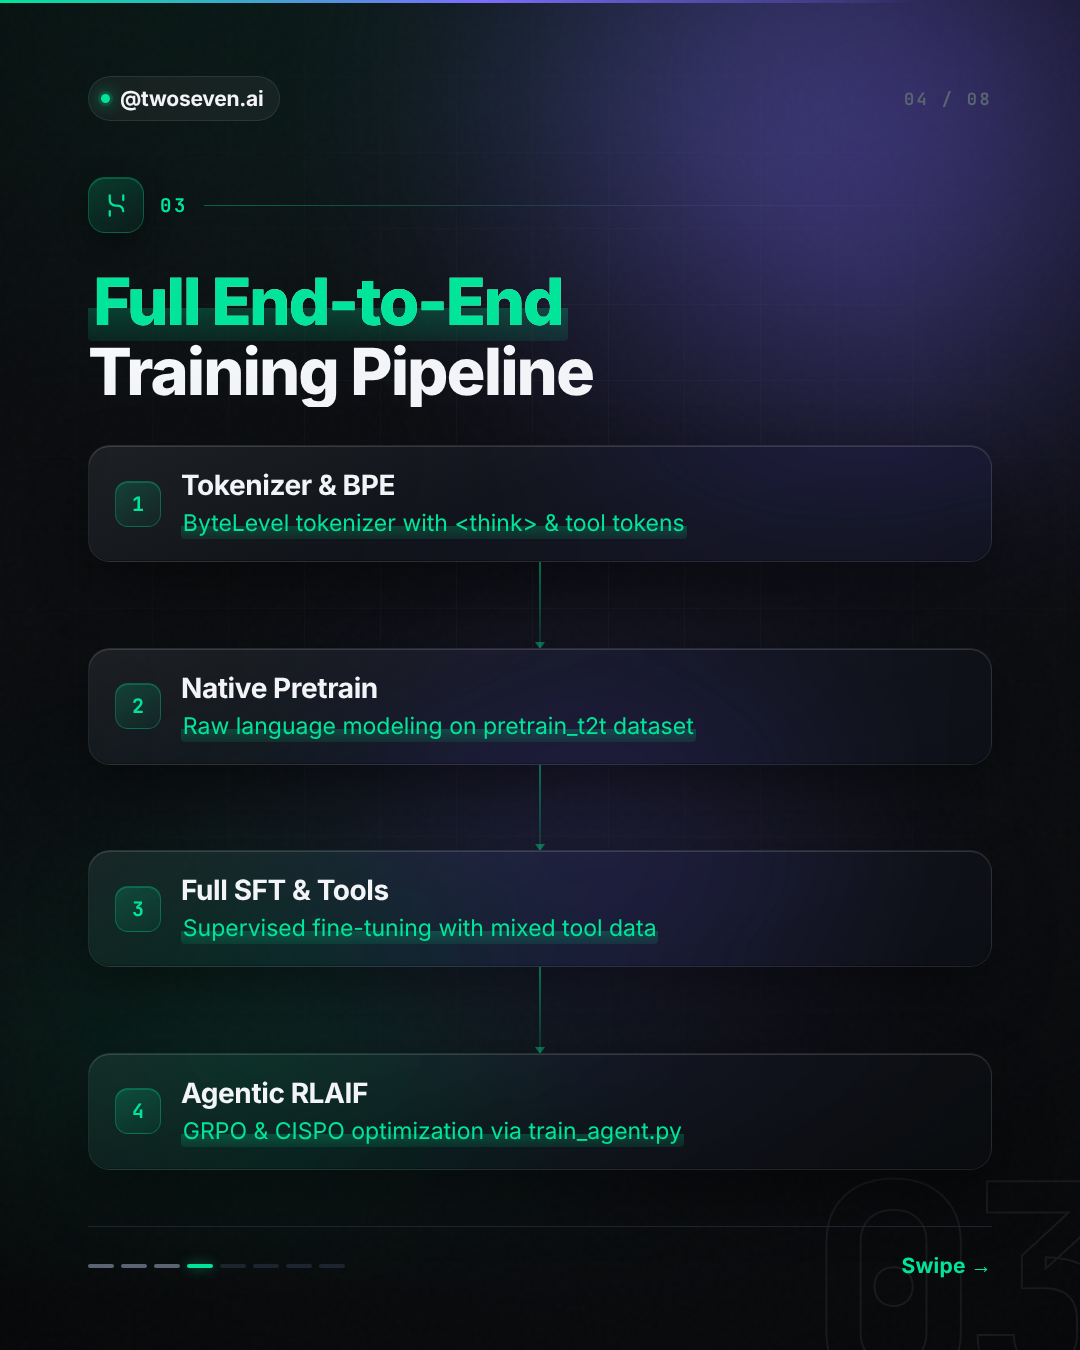 @twoseven.ai
04 / 08
03
Full End-to-End
Training Pipeline
1
Tokenizer & BPE
ByteLevel tokenizer with <think> & tool tokens
2
Native Pretrain
Raw language modeling on pretrain_t2t dataset
3
Full SFT & Tools
Supervised fine-tuning with mixed tool data
4
Agentic RLAIF
GRPO & CISPO optimization via train_agent.py
03
Swipe →